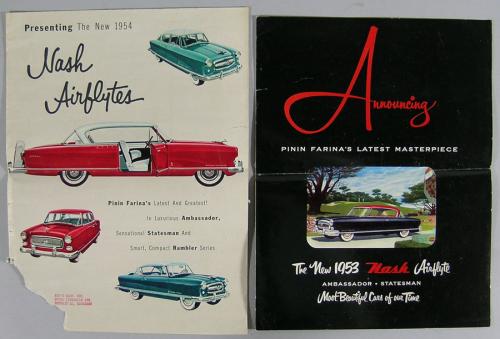 Presenting The New 1954
Nash
Airflytes
Pinin Farina's Latest And Greatest!
In Luxurious Ambassador,
Sensational Statesman And
Smart, Compact Rambler Series
Announcing
PININ FARINA'S LATEST MASTERPIECE
The New 1953 Nash Airflyte
AMBASSADOR • STATESMAN
Most Beautiful Cars of our Time